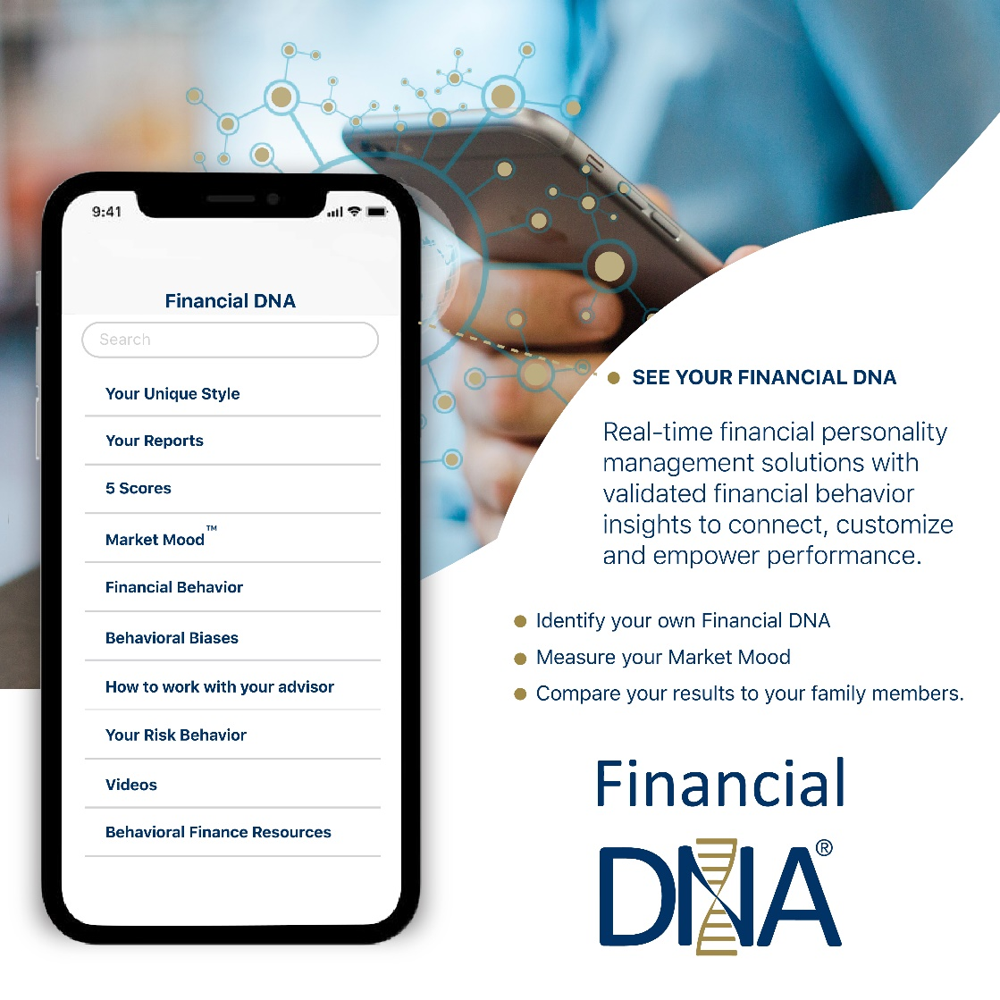 9:41
Financial DNA
Search
Your Unique Style
Your Reports
5 Scores
Market Mood™
Financial Behavior
Behavioral Biases
How to work with your advisor
Your Risk Behavior
Videos
Behavioral Finance Resources
● SEE YOUR FINANCIAL DNA
Real-time financial personality
management solutions with
validated financial behavior
insights to connect, customize
and empower performance.
● Identify your own Financial DNA
● Measure your Market Mood
● Compare your results to your family members.
Financial
DNA®